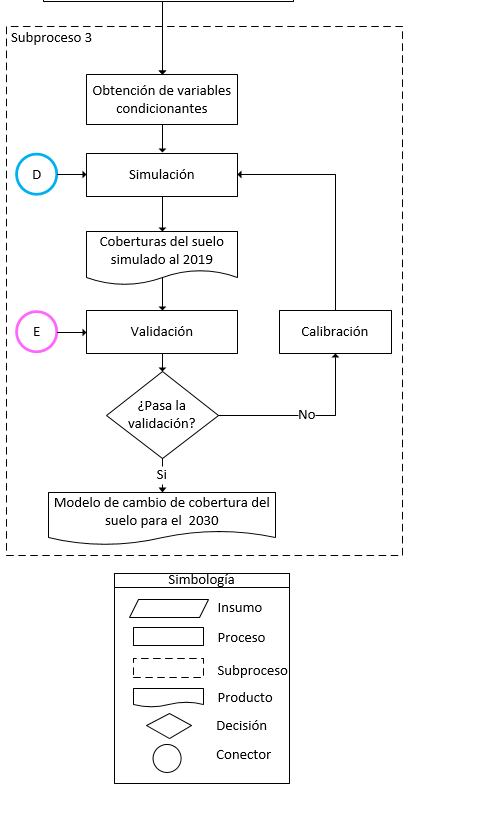 Subproceso 3
Obtención de variables
condicionantes
D
Simulación
Coberturas del suelo
simulado al 2019
E
Validación
Calibración
¿Pasa la
validación?
No
Si
Modelo de cambio de cobertura del
suelo para el 2030
Simbología
Insumo
Proceso
Subproceso
Producto
Decisión
Conector